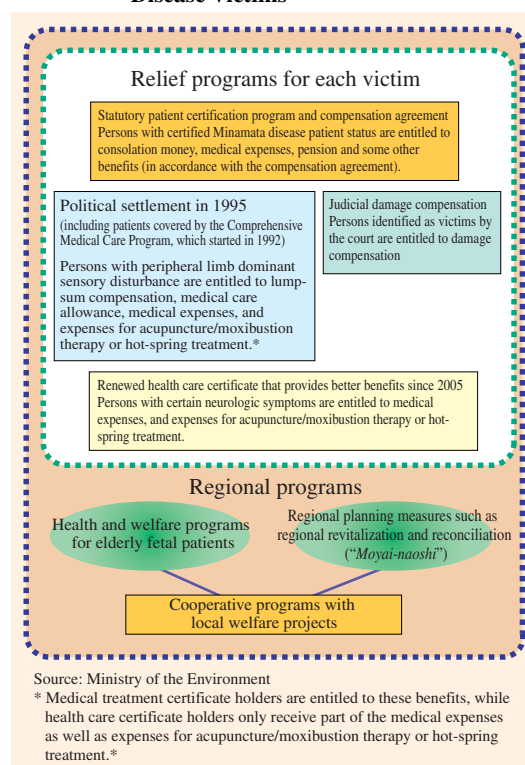 Disease Victims
Relief programs for each victim
Statutory patient certification program and compensation agreement
Persons with certified Minamata disease patient status are entitled to
consolation money, medical expenses, pension and some other
benefits (in accordance with the compensation agreement).
Political settlement in 1995
(including patients covered by the Comprehensive
Medical Care Program, which started in 1992)
Persons with peripheral limb dominant
sensory disturbance are entitled to lump-
sum compensation, medical care
allowance, medical expenses, and
expenses for acupuncture/moxibustion
therapy or hot-spring treatment.*
Judicial damage compensation
Persons identified as victims by
the court are entitled to damage
compensation
Renewed health care certificate that provides better benefits since 2005
Persons with certain neurologic symptoms are entitled to medical
expenses, and expenses for acupuncture/moxibustion therapy or hot-
spring treatment.
Regional programs
Health and welfare programs
for elderly fetal patients
Regional planning measures such as
regional revitalization and reconciliation
("Moyai-naoshi")
Cooperative programs with
local welfare projects
Source: Ministry of the Environment
* Medical treatment certificate holders are entitled to these benefits, while
health care certificate holders only receive part of the medical expenses
as well as expenses for acupuncture/moxibustion therapy or hot-spring
treatment.*